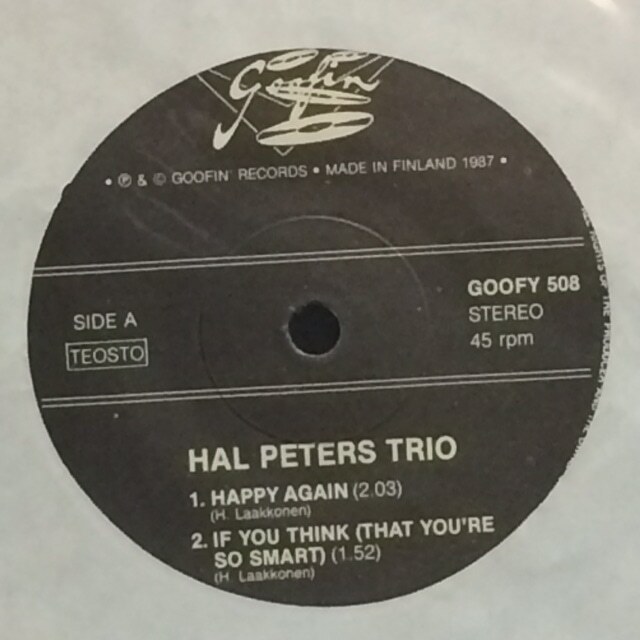 Goofin
• ℗ & © GOOFIN' RECORDS • MADE IN FINLAND 1987 •
SIDE A
TEOSTO
GOOFY 508
STEREO
45 rpm
HAL PETERS TRIO
1. HAPPY AGAIN (2.03)
(H. Laakkonen)
2. IF YOU THINK (THAT YOU'RE
SO SMART) (1.52)
(H Laakkonen)